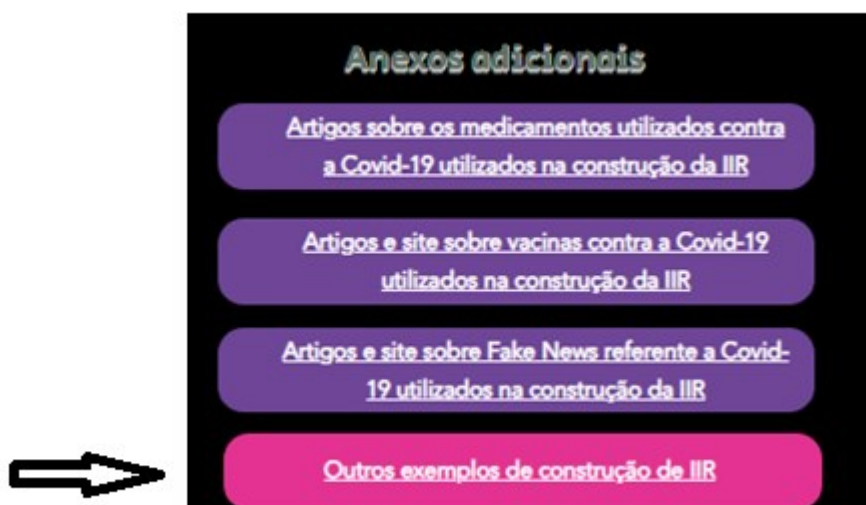 Anexos adicionais
Artigos sobre os medicamentos utilizados contra
a Covid-19 utilizados na construção da IIR
Artigos e site sobre vacinas contra a Covid-19
utilizados na construção da IIR
Artigos e site sobre Fake News referente a Covid-
19 utilizados na construção da IIR
Outros exemplos de construção de IIR